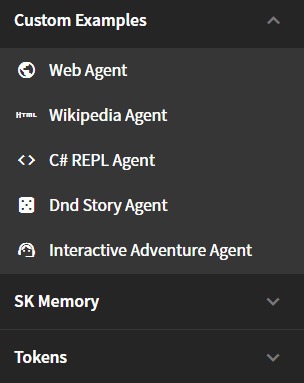 Custom Examples
Web Agent
HTML Wikipedia Agent
C# REPL Agent
Dnd Story Agent
Interactive Adventure Agent
SK Memory
Tokens